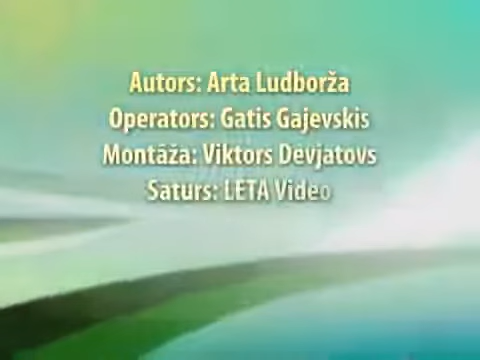 Autors: Arta Ludborža
Operators: Gatis Gajevskis
Montāža: Viktors Devjatovs
Saturs: LETA Video